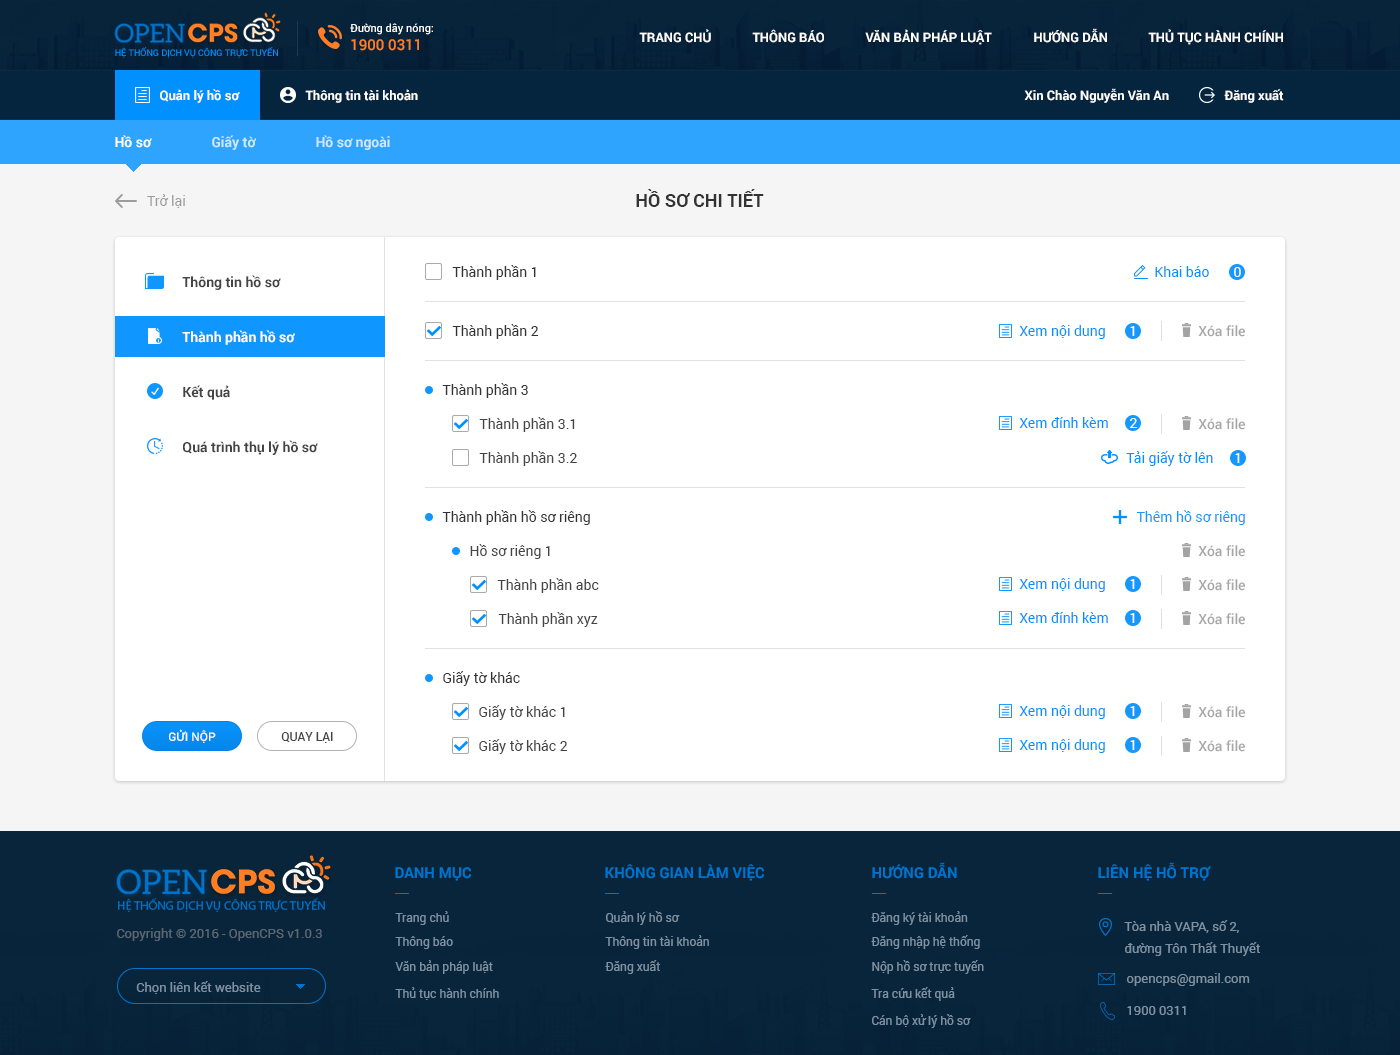 OPENCPS
HỆ THỐNG DỊCH VỤ CÔNG TRỰC TUYẾN
Đường dây nóng:
1900 0311
TRANG CHỦ
THÔNG BÁO
VĂN BẢN PHÁP LUẬT
HƯỚNG DẪN
THỦ TỤC HÀNH CHÍNH
Quản lý hồ sơ
Thông tin tài khoản
Xin Chào Nguyễn Văn An
Đăng xuất
Hồ sơ
Giấy tờ
Hồ sơ ngoài
Trở lại
HỒ SƠ CHI TIẾT
Thông tin hồ sơ
Thành phần hồ sơ
Kết quả
Quá trình thụ lý hồ sơ
GỬI NỘP
QUAY LẠI
Thành phần 1
Khai báo 0
Thành phần 2
Xem nội dung 1
Xóa file
Thành phần 3
Thành phần 3.1
Xem đính kèm 2
Xóa file
Thành phần 3.2
Tải giấy tờ lên 1
Thành phần hồ sơ riêng
Thêm hồ sơ riêng
Hồ sơ riêng 1
Xóa file
Thành phần abc
Xem nội dung 1
Xóa file
Thành phần xyz
Xem đính kèm 1
Xóa file
Giấy tờ khác
Giấy tờ khác 1
Xem nội dung 1
Xóa file
Giấy tờ khác 2
Xem nội dung 1
Xóa file
OPENCPS
HỆ THỐNG DỊCH VỤ CÔNG TRỰC TUYẾN
Copyright © 2016 - OpenCPS v1.0.3
Chọn liên kết website
DANH MỤC
Trang chủ
Thông báo
Văn bản pháp luật
Thủ tục hành chính
KHÔNG GIAN LÀM VIỆC
Quản lý hồ sơ
Thông tin tài khoản
Đăng xuất
HƯỚNG DẪN
Đăng ký tài khoản
Đăng nhập hệ thống
Nộp hồ sơ trực tuyến
Tra cứu kết quả
Cán bộ xử lý hồ sơ
LIÊN HỆ HỖ TRỢ
Tòa nhà VAPA, số 2,
đường Tôn Thất Thuyết
opencps@gmail.com
1900 0311